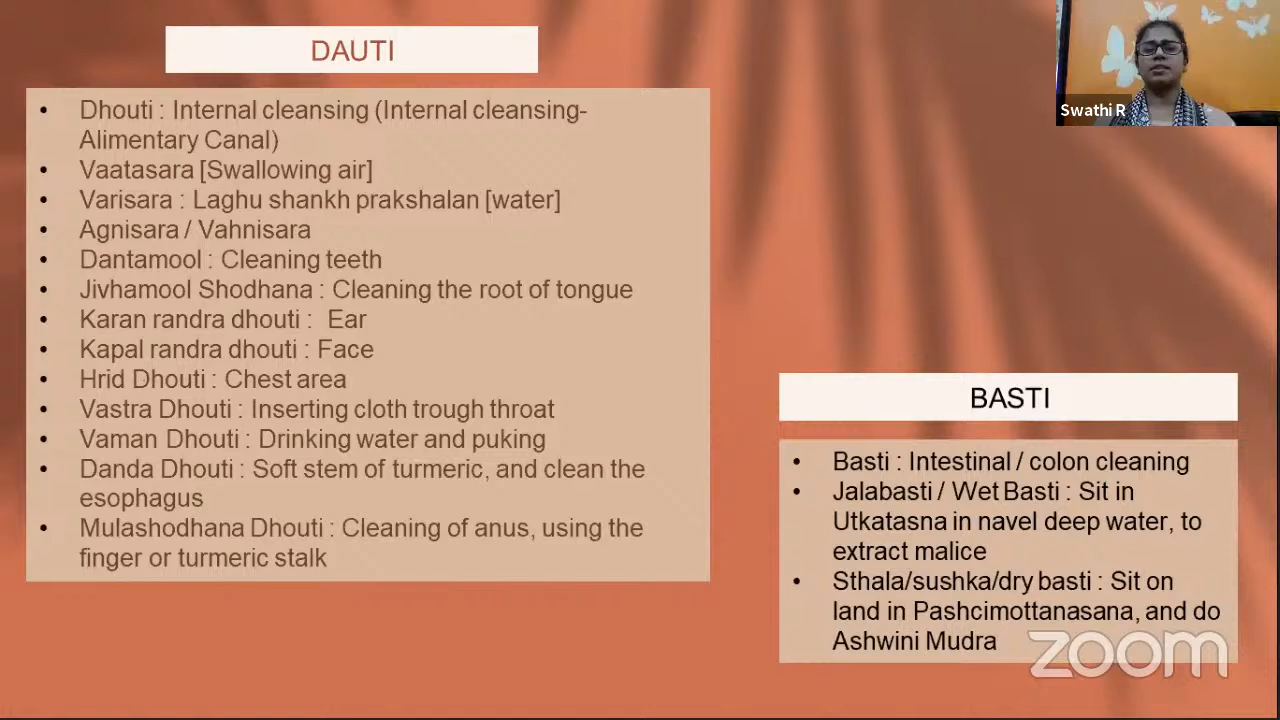 DAUTI
Swathi R
• Dhouti : Internal cleansing (Internal cleansing-
Alimentary Canal)
• Vaatasara [Swallowing air]
• Varisara : Laghu shankh prakshalan [water]
• Agnisara / Vahnisara
• Dantamool : Cleaning teeth
• Jivhamool Shodhana : Cleaning the root of tongue
• Karan randra dhouti : Ear
• Kapal randra dhouti : Face
• Hrid Dhouti : Chest area
• Vastra Dhouti : Inserting cloth trough throat
• Vaman Dhouti : Drinking water and puking
• Danda Dhouti : Soft stem of turmeric, and clean the
esophagus
• Mulashodhana Dhouti : Cleaning of anus, using the
finger or turmeric stalk
BASTI
• Basti : Intestinal / colon cleaning
• Jalabasti / Wet Basti : Sit in
Utkatasna in navel deep water, to
extract malice
• Sthala/sushka/dry basti : Sit on
land in Pashcimottanasana, and do
Ashwini Mudra
zoom